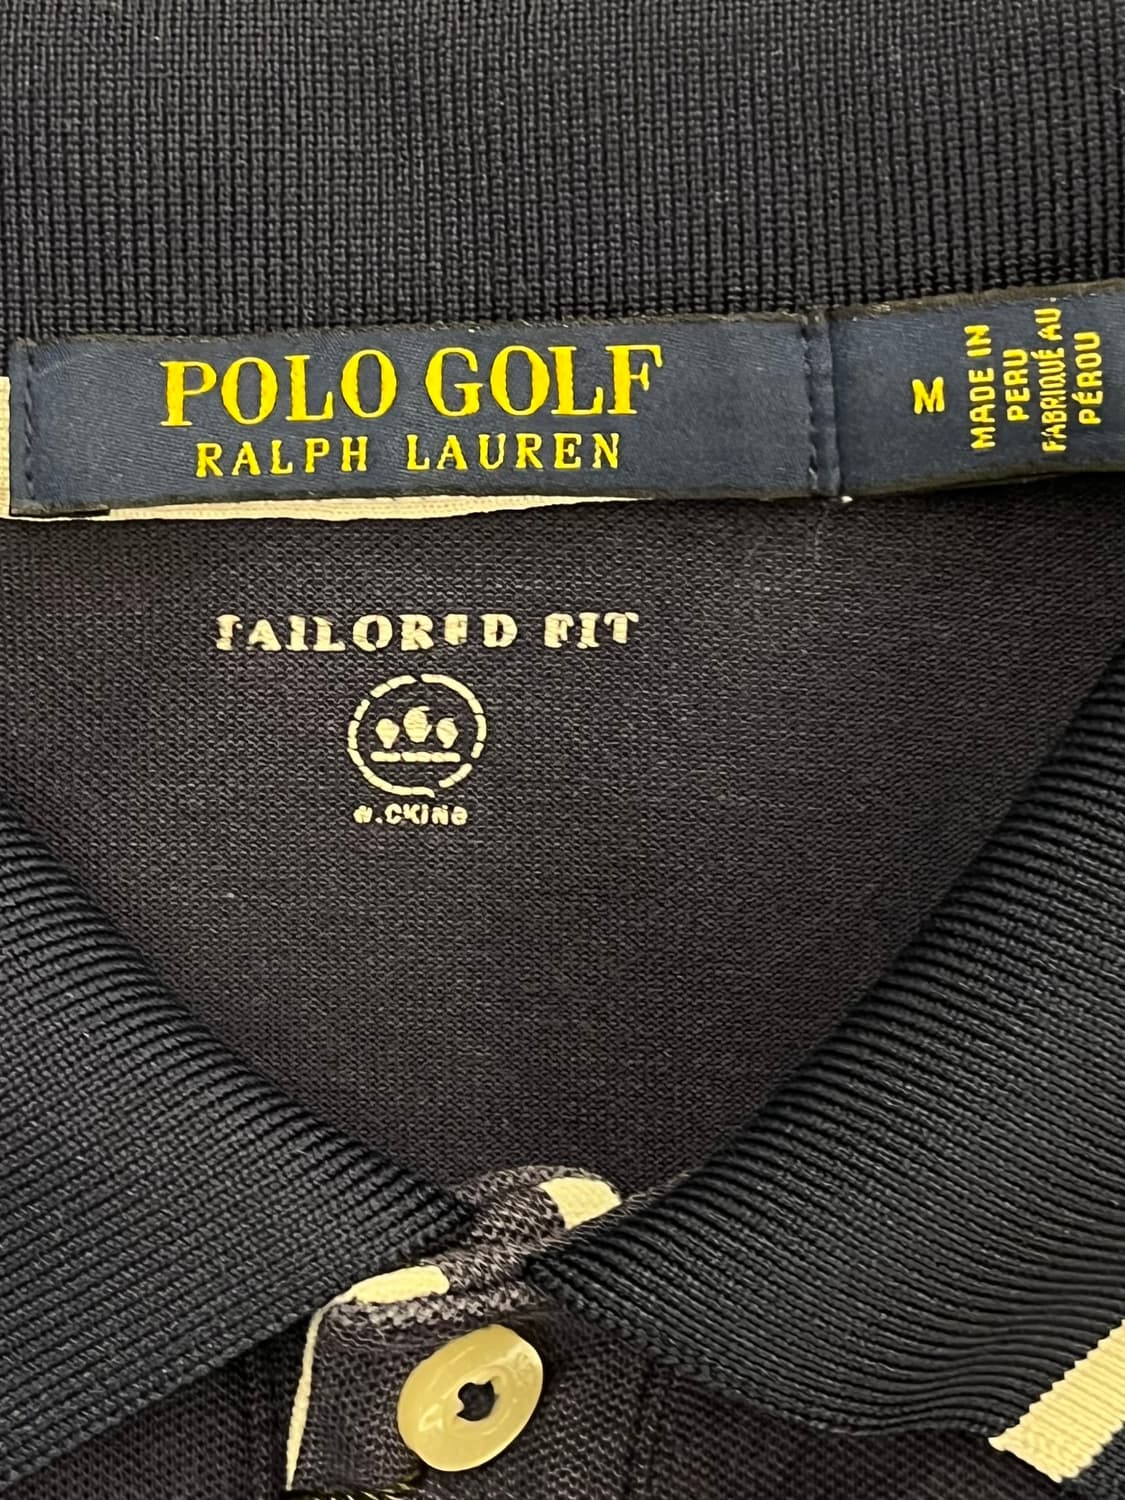 POLO GOLF
RALPH LAUREN
M
MADE IN
PERU
FABRIQUÉ AU
PÉROU
TAILORED FIT